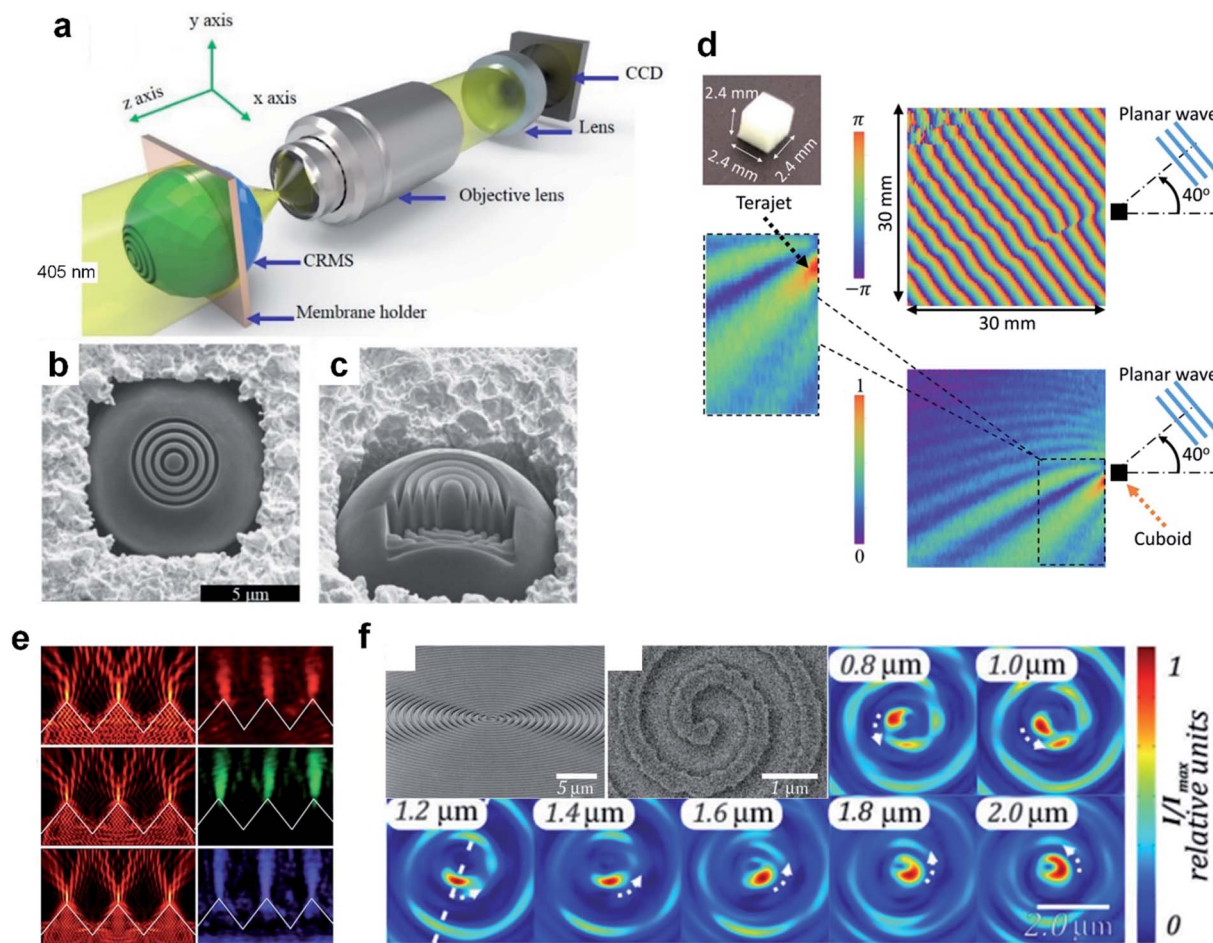 a
y axis
z axis
x axis
CCD
Lens
Objective lens
CRMS
405 nm
Membrane holder
b
5 μm
c
d
2.4 mm
2.4 mm
2.4 mm
Terajet
π
−π
30 mm
30 mm
Planar wave
40°
1
0
Planar wave
40°
Cuboid
e
f
5 μm
1 μm
0.8 μm
1.0 μm
1.2 μm
1.4 μm
1.6 μm
1.8 μm
2.0 μm
2.0 μm
1
I/Imax
relative units
0